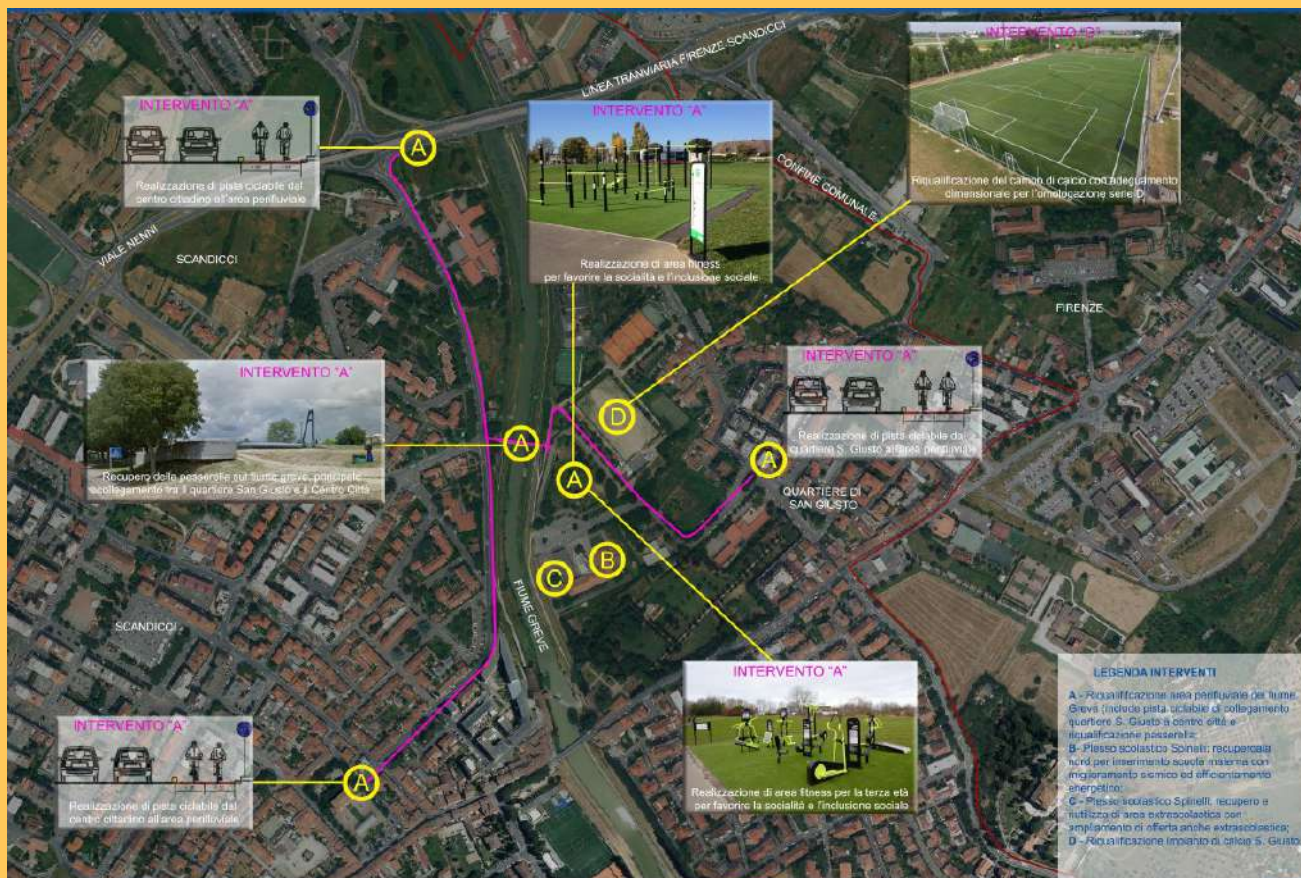 LINEA TRANVIARIA FIRENZE-SCANDICCI
INTERVENTO "D"
Riqualificazione del campo di calcio con adeguamento
dimensionale per l'omologazione serie D
INTERVENTO "A"
Realizzazione di pista ciclabile dal
centro cittadino all'area perifluviale
A
INTERVENTO "A"
Realizzazione di area fitness
per favorire la socialità e l'inclusione sociale
CONFINE COMUNALE
VIALE NENNI
SCANDICCI
FIRENZE
INTERVENTO "A"
Recupero della passerella sul fiume greve, principale
collegamento tra il quartiere San Giusto e il Centro Città
A
D
A
INTERVENTO "A"
Realizzazione di pista ciclabile da
quartiere S. Giusto all'area perifluviale
A
QUARTIERE DI
SAN GIUSTO
B
C
FIUME GREVE
SCANDICCI
INTERVENTO "A"
Realizzazione di pista ciclabile dal
centro cittadino all'area perifluviale
A
INTERVENTO "A"
Realizzazione di area fitness per la terza età
per favorire la socialità e l'inclusione sociale
LEGENDA INTERVENTI
A - Riqualificazione area perifluviale del fiume
Greve (include pista ciclabile di collegamento
quartiere S. Giusto a centro città e
riqualificazione passerella;
B- Plesso scolastico Spinelli: recupero ala
nord per inserimento scuola materna con
miglioramento sismico ed efficientamento
energetico;
C - Plesso scolastico Spinelli: recupero e
riutilizzo di area extrascolastica con
ampliamento di offerta anche extrascolastica;
D - Riqualificazione impianto di calcio S. Giusto